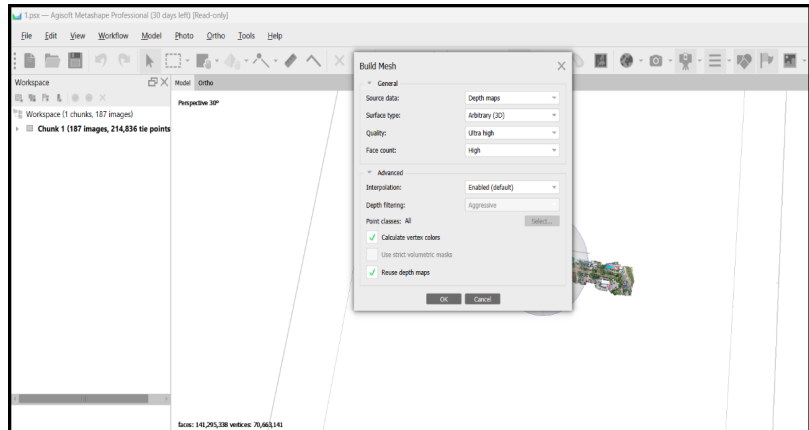 1.psx — Agisoft Metashape Professional (30 days left) [Read-only]
File Edit View Workflow Model Photo Ortho Tools Help
Workspace
Workspace (1 chunks, 187 images)
Chunk 1 (187 images, 214,836 tie points
Model Ortho
Perspective 30°
Build Mesh
General
Source data: Depth maps
Surface type: Arbitrary (3D)
Quality: Ultra high
Face count: High
Advanced
Interpolation: Enabled (default)
Depth filtering: Aggressive
Point classes: All Select...
Calculate vertex colors
Use strict volumetric masks
Reuse depth maps
OK Cancel
faces: 141,295,338 vertices: 70,663,141